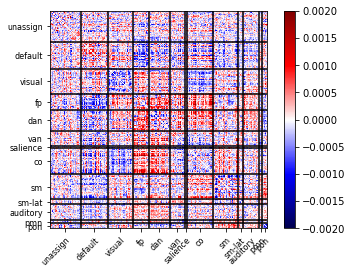 unassign
default
visual
fp
dan
van
salience
co
sm
sm-lat
auditory
pmn
pon
unassign
default
visual
fp
dan
van
salience
co
sm
sm-lat
auditory
0.0020
0.0015
0.0010
0.0005
0.0000
−0.0005
−0.0010
−0.0015
−0.0020